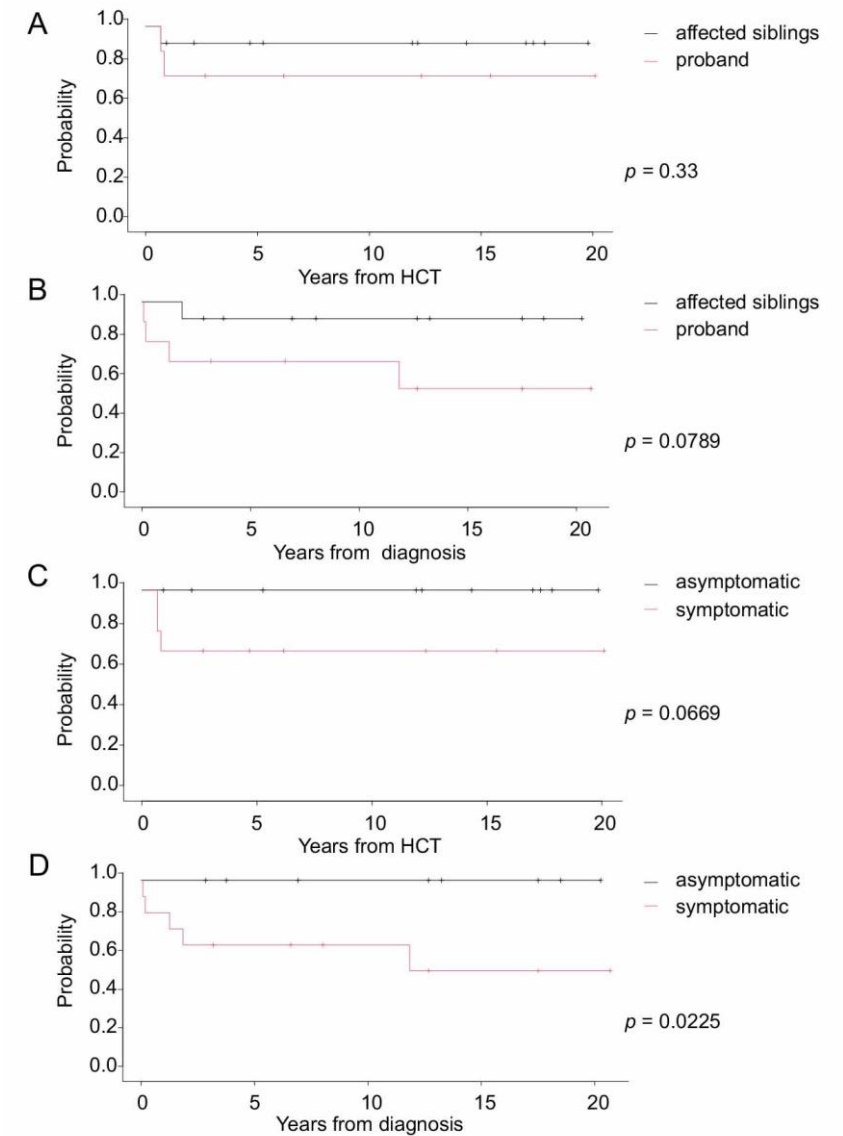 A
Probability
1.0
0.8
0.6
0.4
0.2
0.0
0 5 10 15 20
Years from HCT
affected siblings
proband
p = 0.33
B
Probability
1.0
0.8
0.6
0.4
0.2
0.0
0 5 10 15 20
Years from diagnosis
affected siblings
proband
p = 0.0789
C
Probability
1.0
0.8
0.6
0.4
0.2
0.0
0 5 10 15 20
Years from HCT
asymptomatic
symptomatic
p = 0.0669
D
Probability
1.0
0.8
0.6
0.4
0.2
0.0
0 5 10 15 20
Years from diagnosis
asymptomatic
symptomatic
p = 0.0225